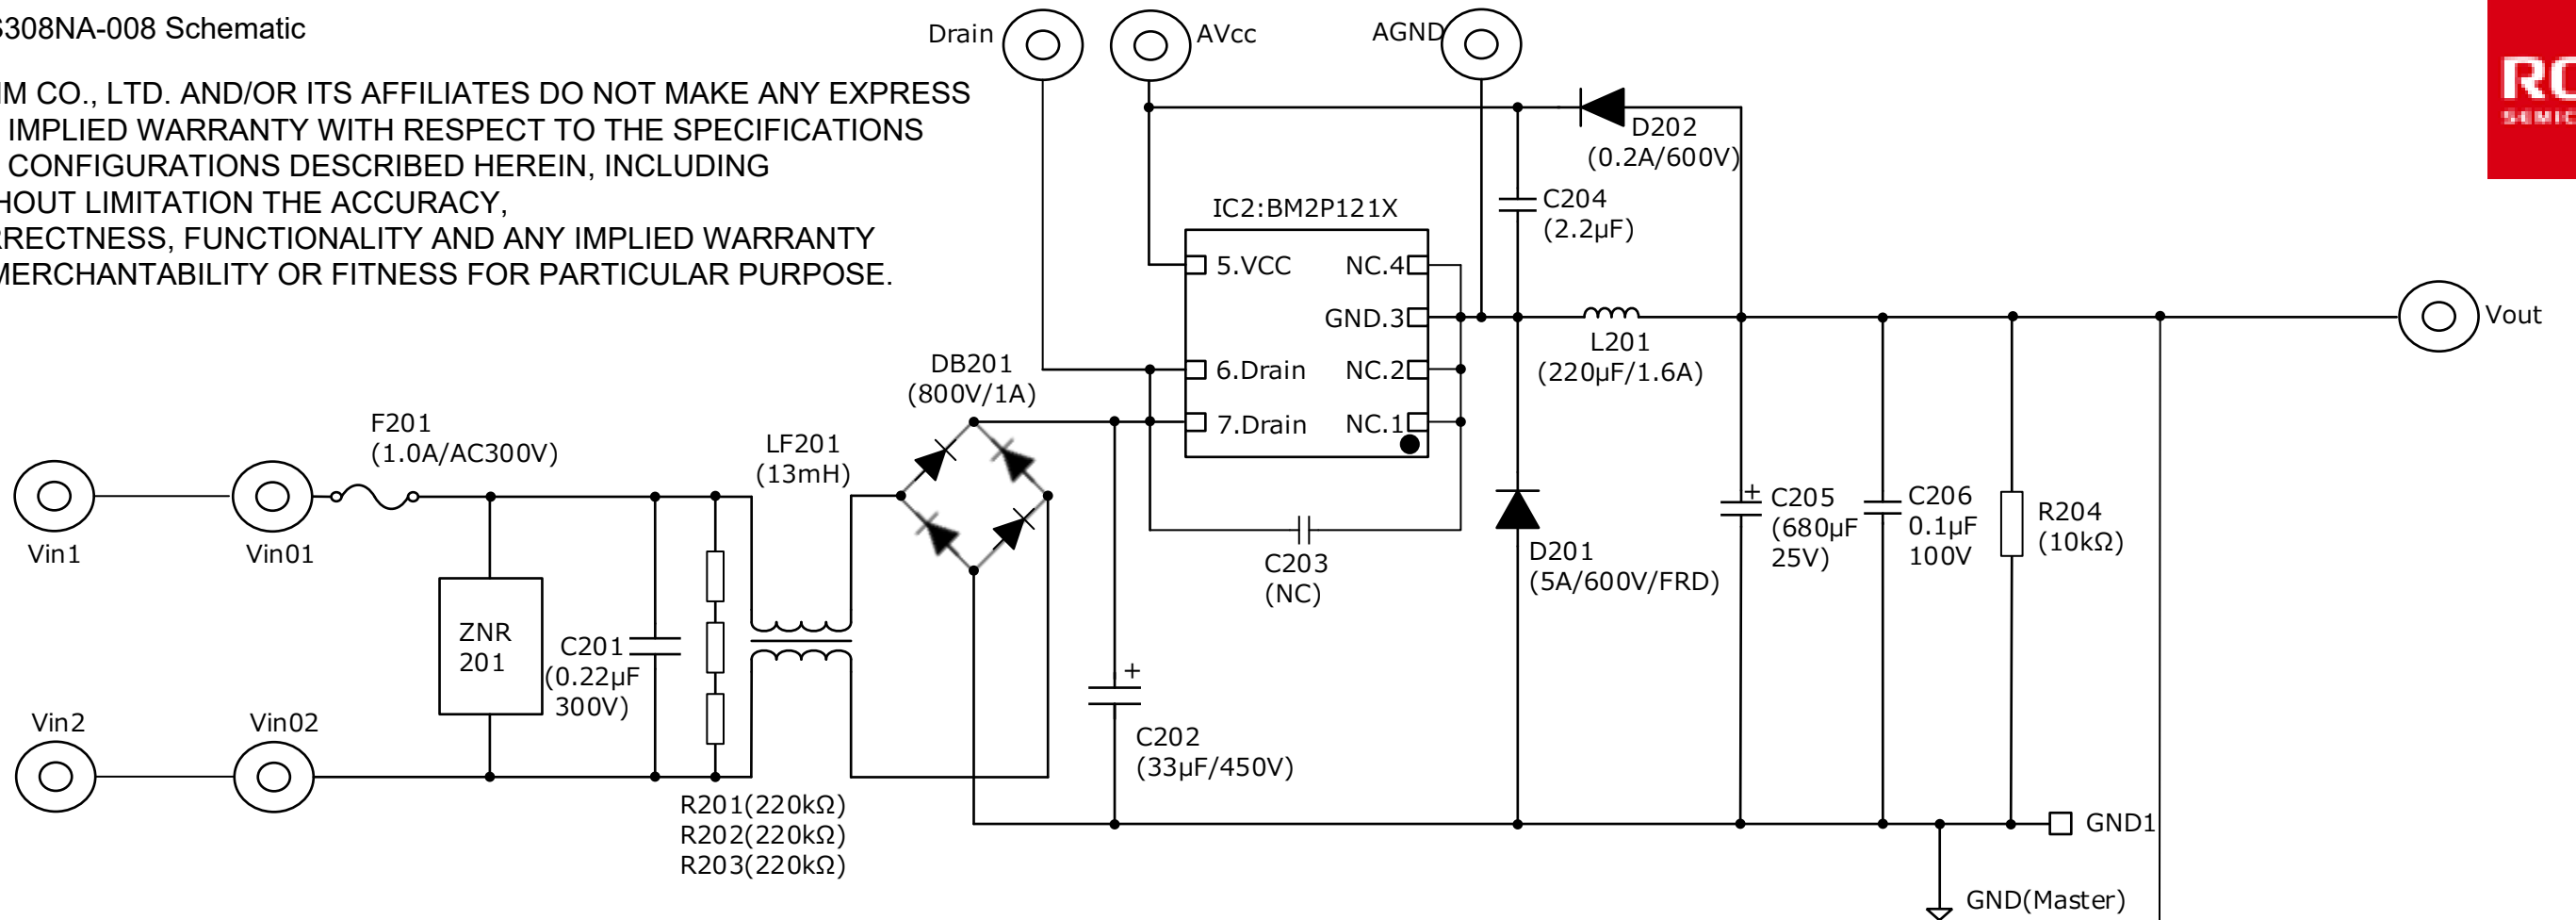 S308NA-008 Schematic
CO., LTD. AND/OR ITS AFFILIATES DO NOT MAKE ANY EXPRESS
IMPLIED WARRANTY WITH RESPECT TO THE SPECIFICATIONS
CONFIGURATIONS DESCRIBED HEREIN, INCLUDING
HOUT LIMITATION THE ACCURACY,
RRECTNESS, FUNCTIONALITY AND ANY IMPLIED WARRANTY
MERCHANTABILITY OR FITNESS FOR PARTICULAR PURPOSE.
Drain
AVcc
AGND
RO
SEMIC
D202
(0.2A/600V)
C204
(2.2µF)
IC2:BM2P121X
5.VCC NC.4
GND.3
6.Drain NC.2
7.Drain NC.1
L201
(220µF/1.6A)
Vout
DB201
(800V/1A)
F201
(1.0A/AC300V)
LF201
(13mH)
Vin1
Vin01
C203
(NC)
D201
(5A/600V/FRD)
C205
(680µF
25V)
C206
0.1µF
100V
R204
(10kΩ)
ZNR
201
C201
(0.22µF
300V)
+
+
Vin2
Vin02
C202
(33µF/450V)
R201(220kΩ)
R202(220kΩ)
R203(220kΩ)
GND1
GND(Master)